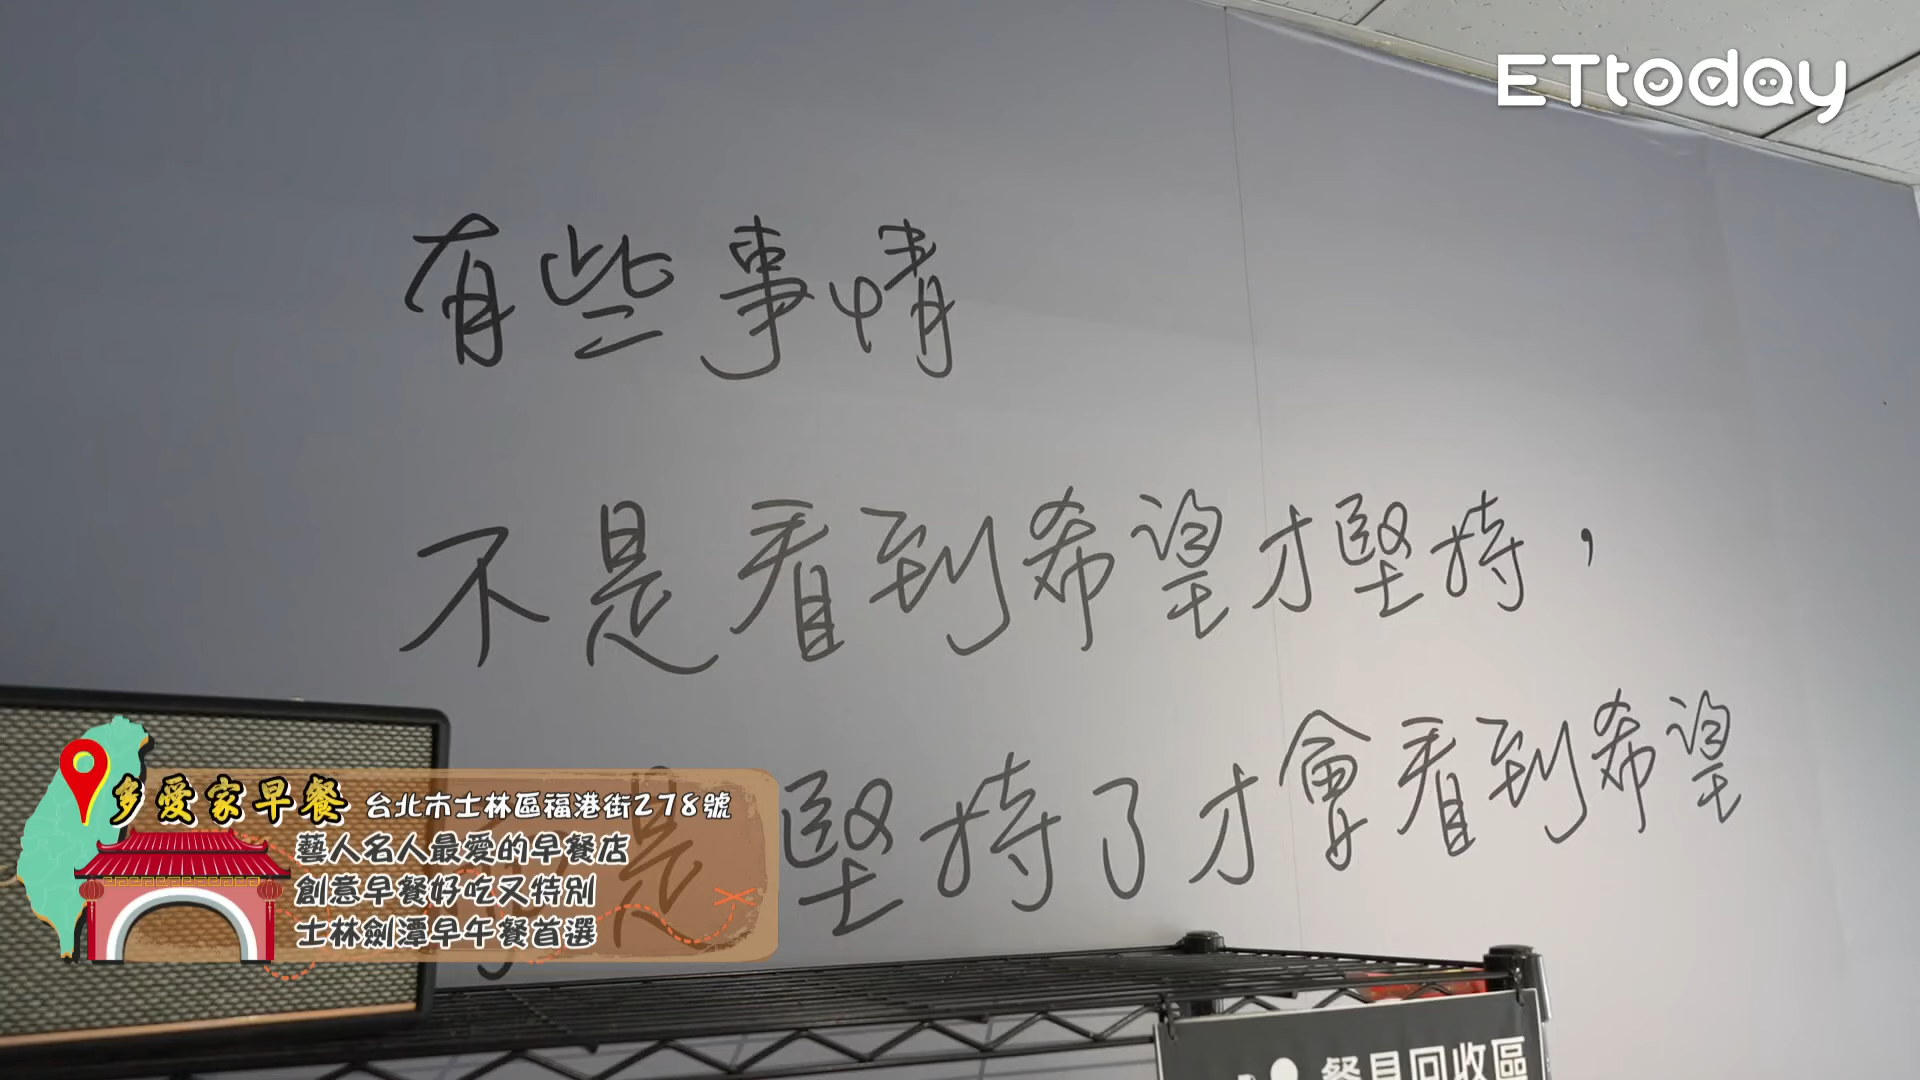 ETtoday
有些事情
不是看到希望才堅持，
是堅持了才會看到希望
多愛家早餐 台北市士林區福港街278號
藝人名人最愛的早餐店
創意早餐好吃又特別
士林劍潭早午餐首選
餐具回收區